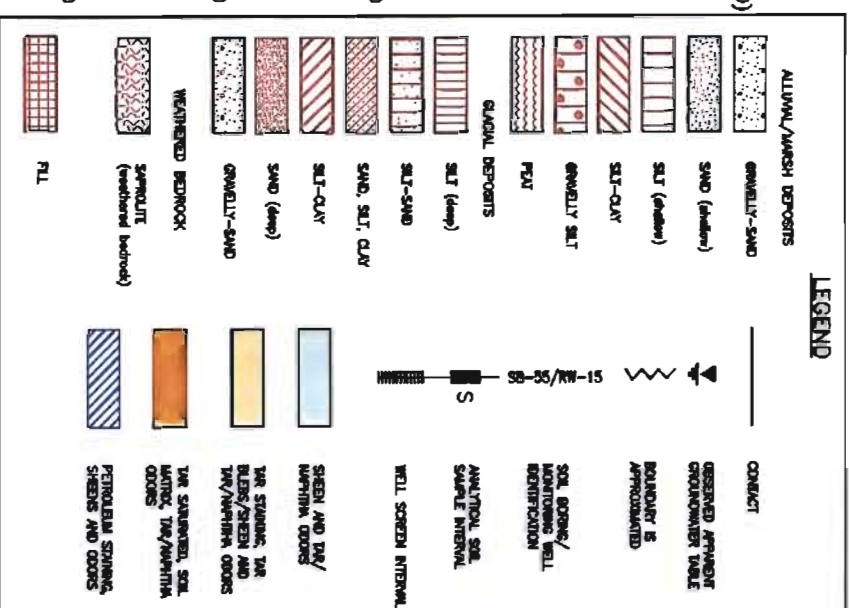 LEGEND
ALLUVIAL/MARSH DEPOSITS
GRAVELLY-SAND
SAND (shallow)
SILT (shallow)
SILT-CLAY
GRAVELLY SILT
PEAT
GLACIAL DEPOSITS
SILT (deep)
SILT-SAND
SAND, SILT, CLAY
SILT-CLAY
SAND (deep)
GRAVELLY-SAND
WEATHERED BEDROCK
SAPROLITE
(weathered bedrock)
FILL
CONTACT
OBSERVED APPARENT
GROUNDWATER TABLE
BOUNDARY IS
APPROXIMATED
SB-55/RW-15
SOIL BORING/
MONITORING WELL
IDENTIFICATION
S
ANALYTICAL SOIL
SAMPLE INTERVAL
WELL SCREEN INTERVAL
SHEEN AND TAR/
NAPHTHA ODORS
TAR STAINING, TAR
BLEBS/SHEEN AND
TAR/NAPHTHA ODORS
TAR SATURATED, SOIL
MATRIX, TAR/NAPHTHA
ODORS
PETROLEUM STAINING,
SHEENS AND ODORS